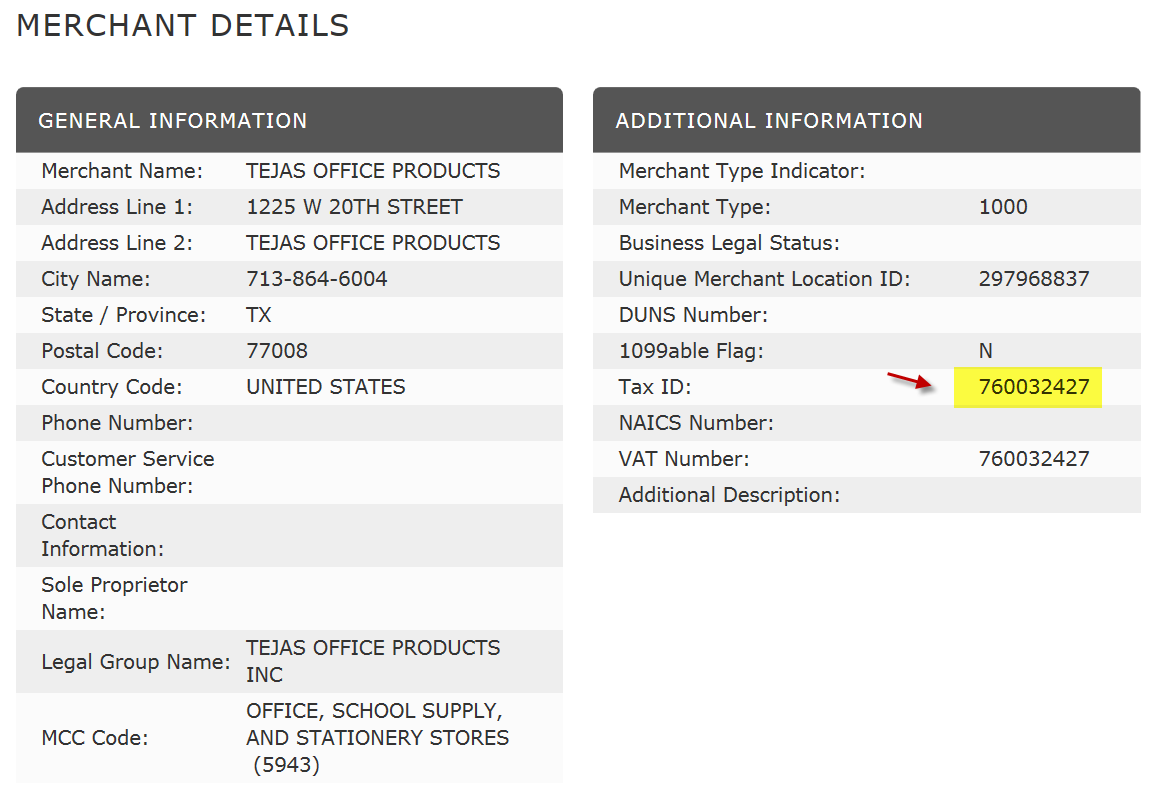 MERCHANT DETAILS
GENERAL INFORMATION
Merchant Name: TEJAS OFFICE PRODUCTS
Address Line 1: 1225 W 20TH STREET
Address Line 2: TEJAS OFFICE PRODUCTS
City Name: 713-864-6004
State / Province: TX
Postal Code: 77008
Country Code: UNITED STATES
Phone Number:
Customer Service
Phone Number:
Contact
Information:
Sole Proprietor
Name:
Legal Group Name: TEJAS OFFICE PRODUCTS
INC
MCC Code: OFFICE, SCHOOL SUPPLY,
AND STATIONERY STORES
(5943)
ADDITIONAL INFORMATION
Merchant Type Indicator:
Merchant Type: 1000
Business Legal Status:
Unique Merchant Location ID: 297968837
DUNS Number:
1099able Flag: N
Tax ID: 760032427
NAICS Number:
VAT Number: 760032427
Additional Description: